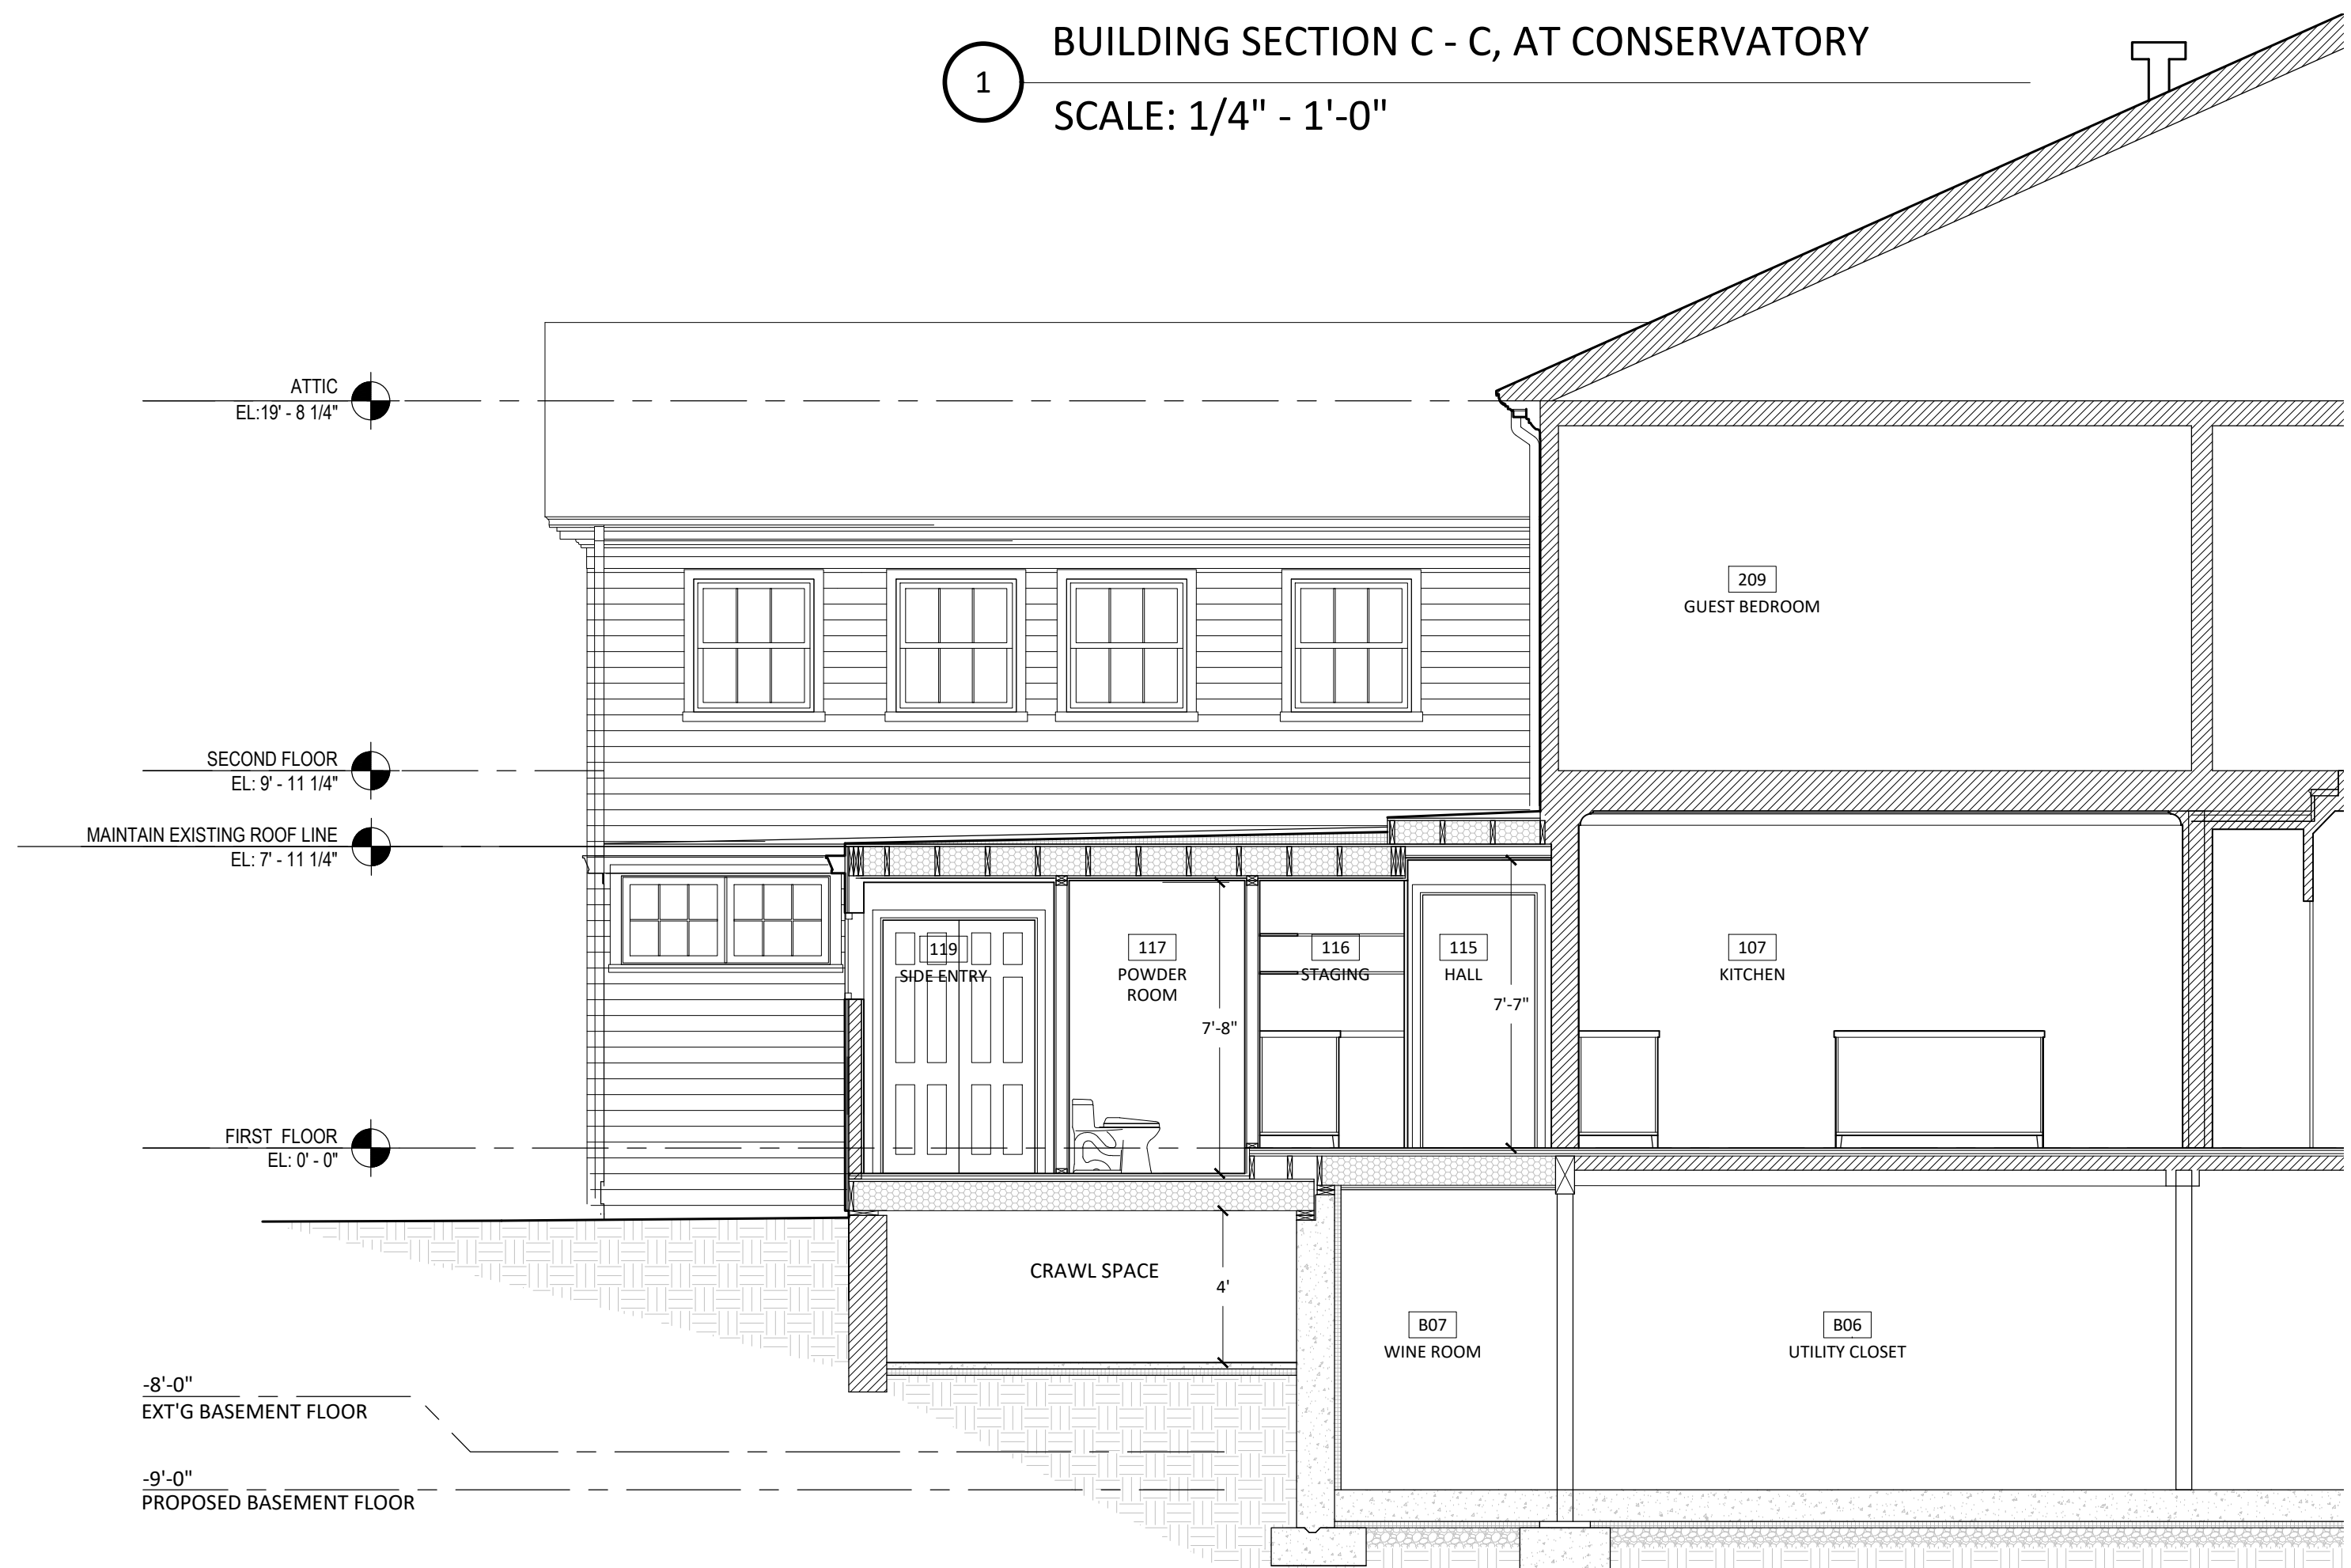 1
BUILDING SECTION C - C, AT CONSERVATORY
SCALE: 1/4" - 1'-0"
ATTIC
EL:19' - 8 1/4"
209
GUEST BEDROOM
SECOND FLOOR
EL: 9' - 11 1/4"
MAINTAIN EXISTING ROOF LINE
EL: 7' - 11 1/4"
119
SIDE ENTRY
117
POWDER
ROOM
7'-8"
116
STAGING
115
HALL
7'-7"
107
KITCHEN
FIRST FLOOR
EL: 0' - 0"
CRAWL SPACE
4'
B07
WINE ROOM
B06
UTILITY CLOSET
-8'-0"
EXT'G BASEMENT FLOOR
-9'-0"
PROPOSED BASEMENT FLOOR